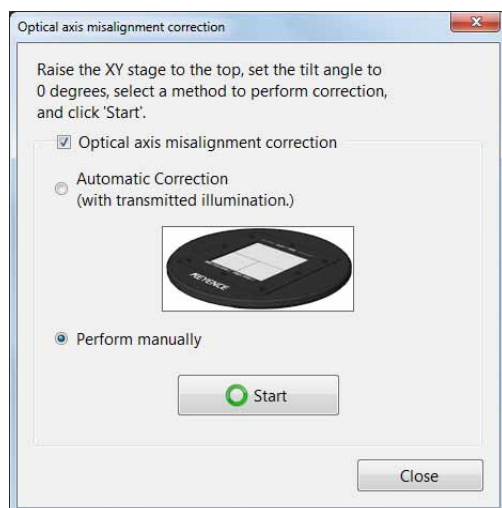 Optical axis misalignment correction
Raise the XY stage to the top, set the tilt angle to
0 degrees, select a method to perform correction,
and click 'Start'.
Optical axis misalignment correction
Automatic Correction
(with transmitted illumination.)
KEYENCE
Perform manually
Start
Close